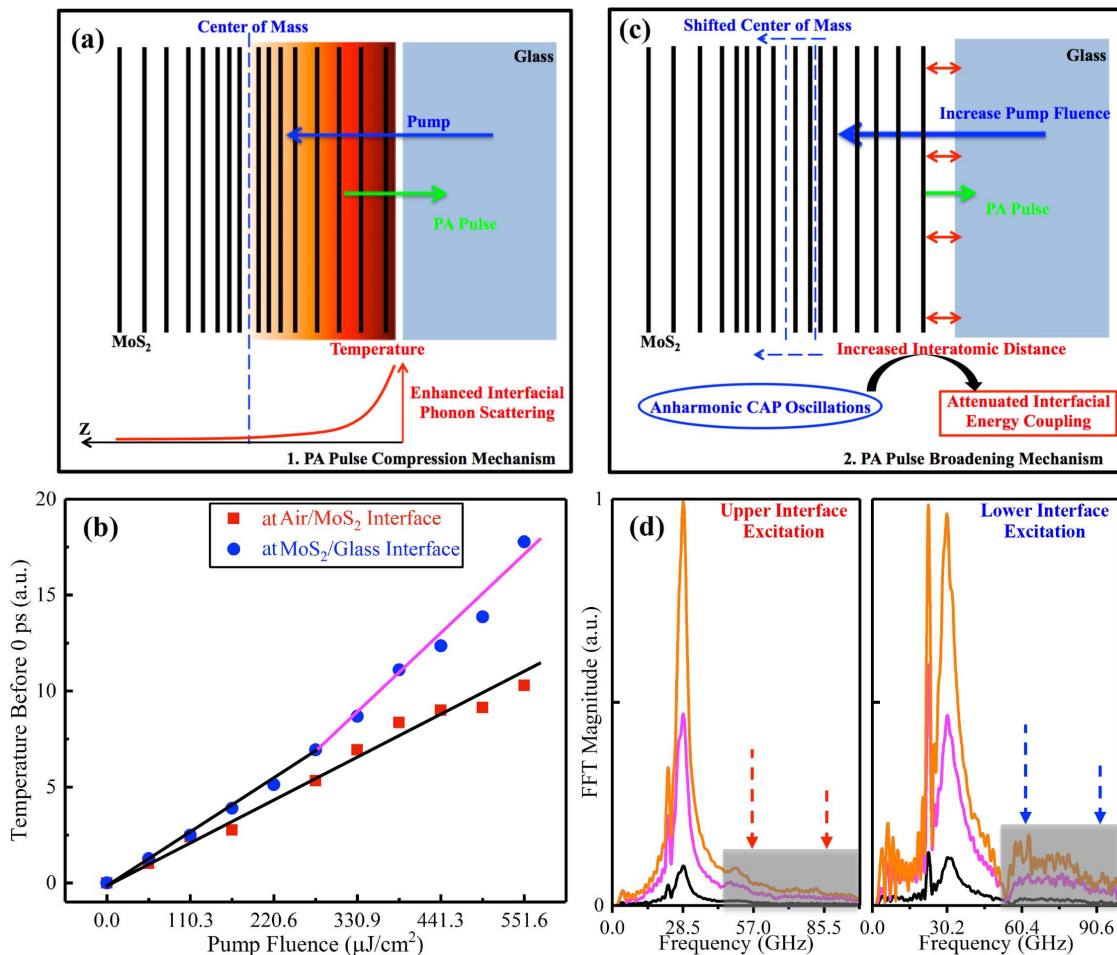 (a)
Center of Mass
Glass
Pump
PA Pulse
MoS2
Temperature
Enhanced Interfacial
Phonon Scattering
Z
1. PA Pulse Compression Mechanism
(c)
Shifted Center of Mass
Glass
Increase Pump Fluence
PA Pulse
MoS2
Increased Interatomic Distance
Anharmonic CAP Oscillations
Attenuated Interfacial
Energy Coupling
2. PA Pulse Broadening Mechanism
(b)
at Air/MoS2 Interface
at MoS2/Glass Interface
Temperature Before 0 ps (a.u.)
20
15
10
5
0
0.0 110.3 220.6 330.9 441.3 551.6
Pump Fluence (μJ/cm²)
(d)
Upper Interface
Excitation
Lower Interface
Excitation
FFT Magnitude (a.u.)
1
0
0.0 28.5 57.0 85.5
0.0 30.2 60.4 90.6
Frequency (GHz)
Frequency (GHz)